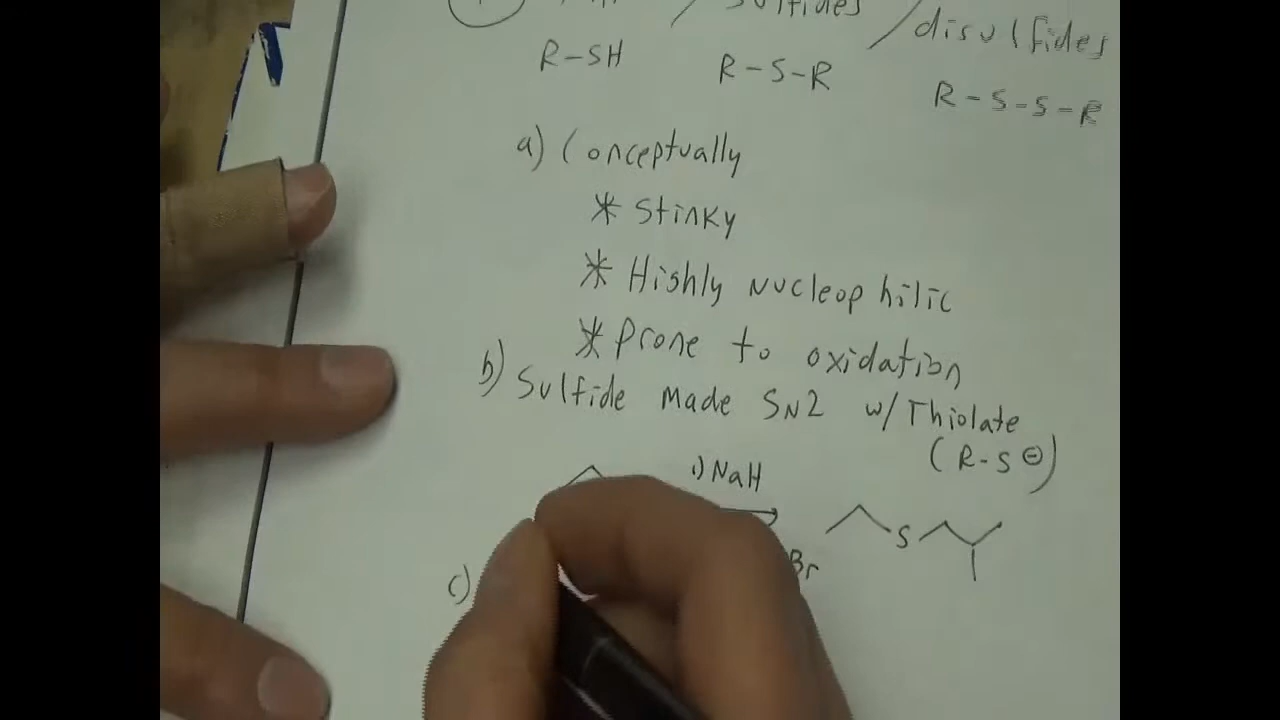 / sulfides / disulfides
R-SH R-S-R R-S-S-R
a) Conceptually
* Stinky
* Highly nucleophilic
* Prone to oxidation
b) Sulfide made SN2 w/ Thiolate
(R-S⊖)
1) NaH
S
Br
c)